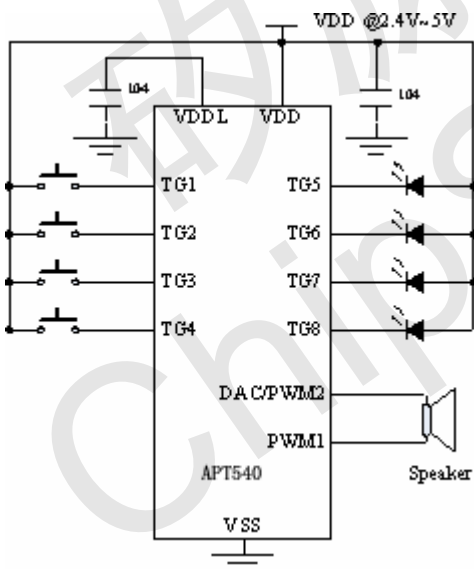 VDD @2.4V~5V
104
104
VDDL VDD
TG1 TG5
TG2 TG6
TG3 TG7
TG4 TG8
DAC/PWM2
PWM1
APT540 Speaker
VSS
Chips